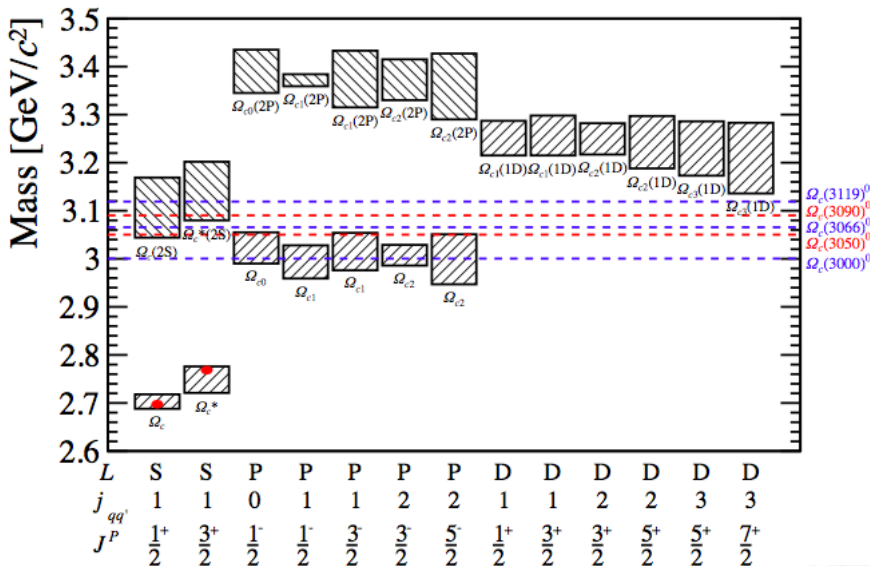 Mass [GeV/c²]
3.5
3.4
3.3
3.2
3.1
3
2.9
2.8
2.7
2.6
Ωc0(2P)
Ωc1(2P)
Ωc1(2P)
Ωc2(2P)
Ωc2(2P)
Ωc1(1D)
Ωc1(1D)
Ωc2(1D)
Ωc2(1D)
Ωc3(1D)
Ωc3(1D)
Ωc(2S)
Ωc*(2S)
Ωc0
Ωc1
Ωc1
Ωc2
Ωc2
Ωc
Ωc*
Ωc(3119)⁰
Ωc(3090)⁰
Ωc(3066)⁰
Ωc(3050)⁰
Ωc(3000)⁰
L S S P P P P P D D D D D D
j qq' 1 1 0 1 1 2 2 1 1 2 2 3 3
J^P 1/2+ 3/2+ 1/2- 1/2- 3/2- 3/2- 5/2- 1/2+ 3/2+ 3/2+ 5/2+ 5/2+ 7/2+